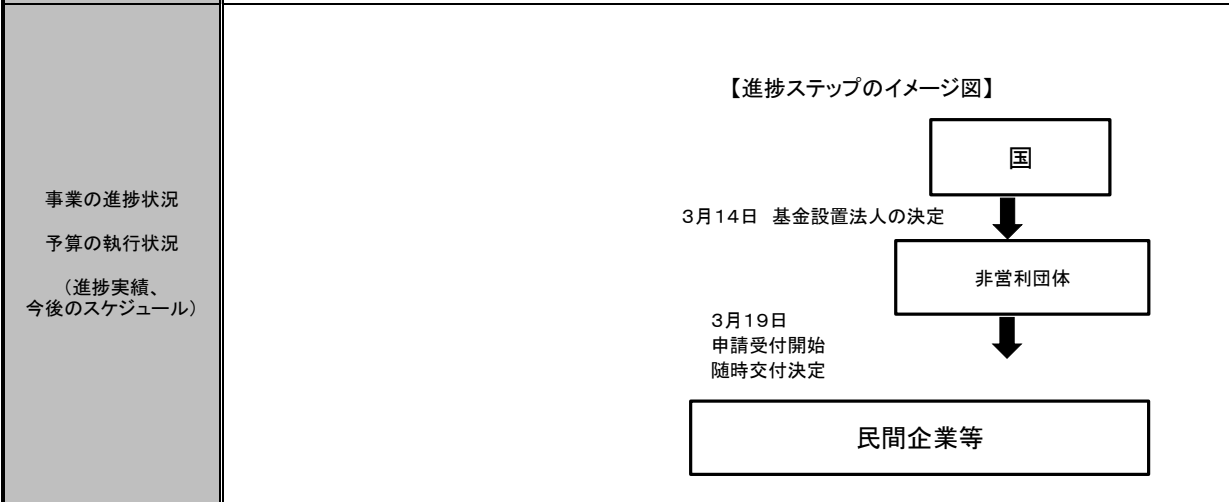 事業の進捗状況
予算の執行状況
（進捗実績、
今後のスケジュール）
【進捗ステップのイメージ図】
国
３月１４日　基金設置法人の決定
非営利団体
３月１９日
申請受付開始
随時交付決定
民間企業等